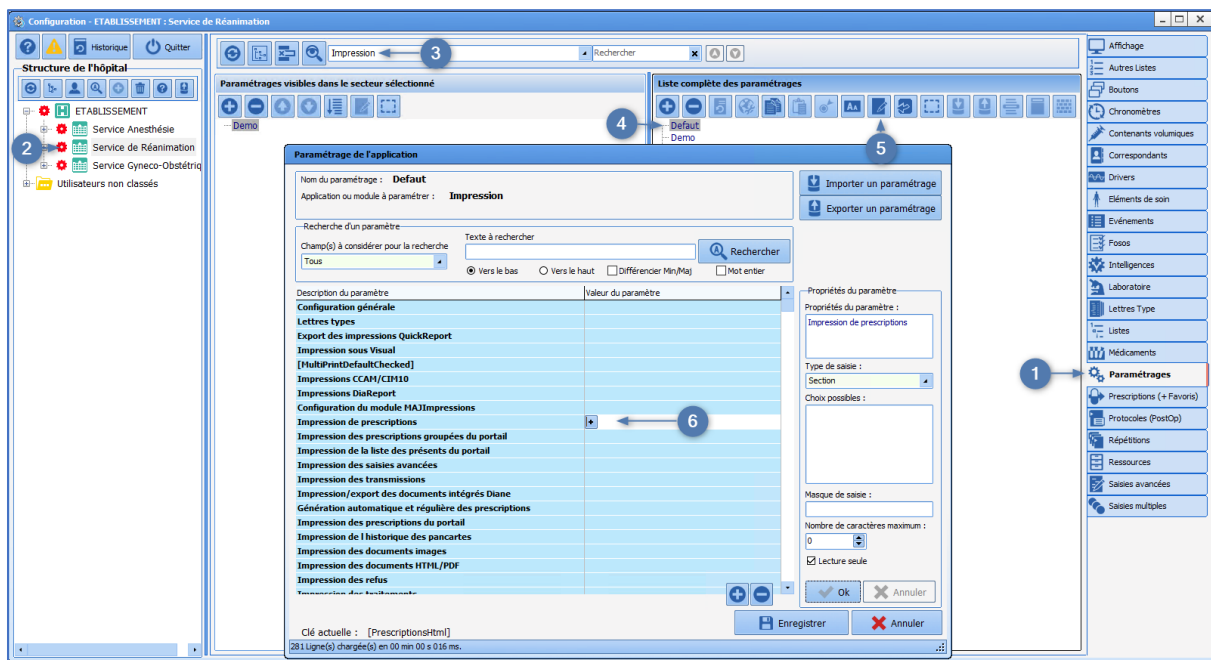 Configuration - ETABLISSEMENT : Service de Réanimation
Historique
Quitter
Structure de l'hôpital
ETABLISSEMENT
Service Anesthésie
2
Service de Réanimation
Service Gyneco-Obstétriq
Utilisateurs non classés
Impression
3
Rechercher
Paramétrages visibles dans le secteur sélectionné
Demo
Liste complète des paramétrages
4
Defaut
Demo
5
Paramétrage de l'application
Nom du paramétrage : Defaut
Application ou module à paramétrer : Impression
Importer un paramétrage
Exporter un paramétrage
Recherche d'un paramètre
Champ(s) à considérer pour la recherche
Tous
Texte à rechercher
Rechercher
Vers le bas
Vers le haut
Différencier Min/Maj
Mot entier
Description du paramètre
Valeur du paramètre
Configuration générale
Lettres types
Export des impressions QuickReport
Impression sous Visual
[MultiPrintDefaultChecked]
Impressions CCAM/CIM10
Impressions DiaReport
Configuration du module MAJImpressions
Impression de prescriptions
6
Impression des prescriptions groupées du portail
Impression de la liste des présents du portail
Impression des saisies avancées
Impression des transmissions
Impression/export des documents intégrés Diane
Génération automatique et régulière des prescriptions
Impression des prescriptions du portail
Impression de l historique des pancartes
Impression des documents images
Impression des documents HTML/PDF
Impression des refus
Impression des traitements
Propriétés du paramètre
Propriétés du paramètre :
Impression de prescriptions
Type de saisie :
Section
Choix possibles :
Masque de saisie :
Nombre de caractères maximum :
0
Lecture seule
Ok
Annuler
Enregistrer
Annuler
Clé actuelle : [PrescriptionsHtml]
281 Ligne(s) chargée(s) en 00 min 00 s 016 ms.
Affichage
Autres Listes
Boutons
Chronomètres
Contenants volumiques
Correspondants
Drivers
Eléments de soin
Evénements
Fosos
Intelligences
Laboratoire
Lettres Type
Listes
Médicaments
1
Paramétrages
Prescriptions (+ Favoris)
Protocoles (PostOp)
Répétitions
Ressources
Saisies avancées
Saisies multiples